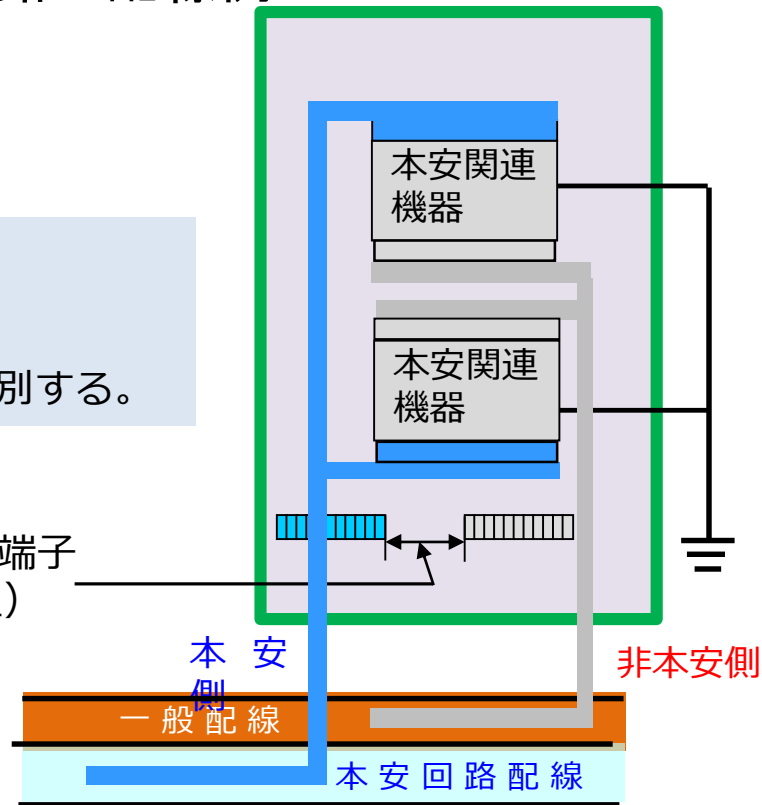 本安関連
機器
別する。
本安関連
機器
端子
)
本 安
側
非本安側
一 般 配 線
本 安 回 路 配 線